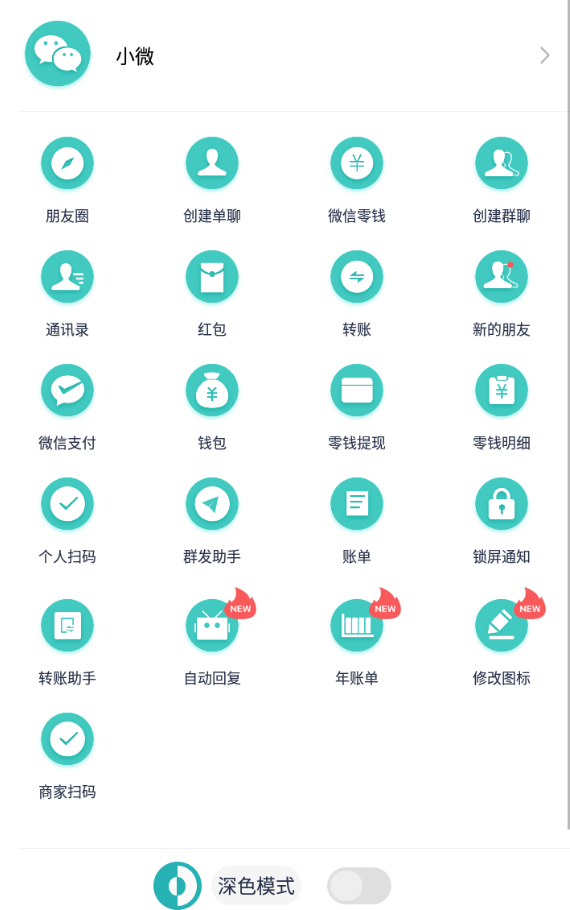 小微
朋友圈 创建单聊 微信零钱 创建群聊
通讯录 红包 转账 新的朋友
微信支付 钱包 零钱提现 零钱明细
个人扫码 群发助手 账单 锁屏通知
NEW NEW NEW
转账助手 自动回复 年账单 修改图标
商家扫码
深色模式